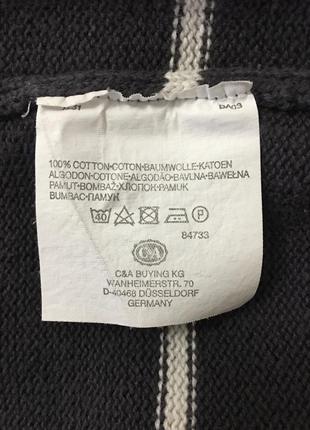 100% COTTON-COTON-BAUMWOLLE-KATOEN
ALGODON-COTONE-ALGODÃO-BAVLNA-BAWEŁNA
PAMUT-BOMBAŽ-ХЛОПОК-PAMUK
BUMBAC-ПАМУК
40 P
84733
C&A
C&A BUYING KG
WANHEIMERSTR. 70
D-40468 DÜSSELDORF
GERMANY